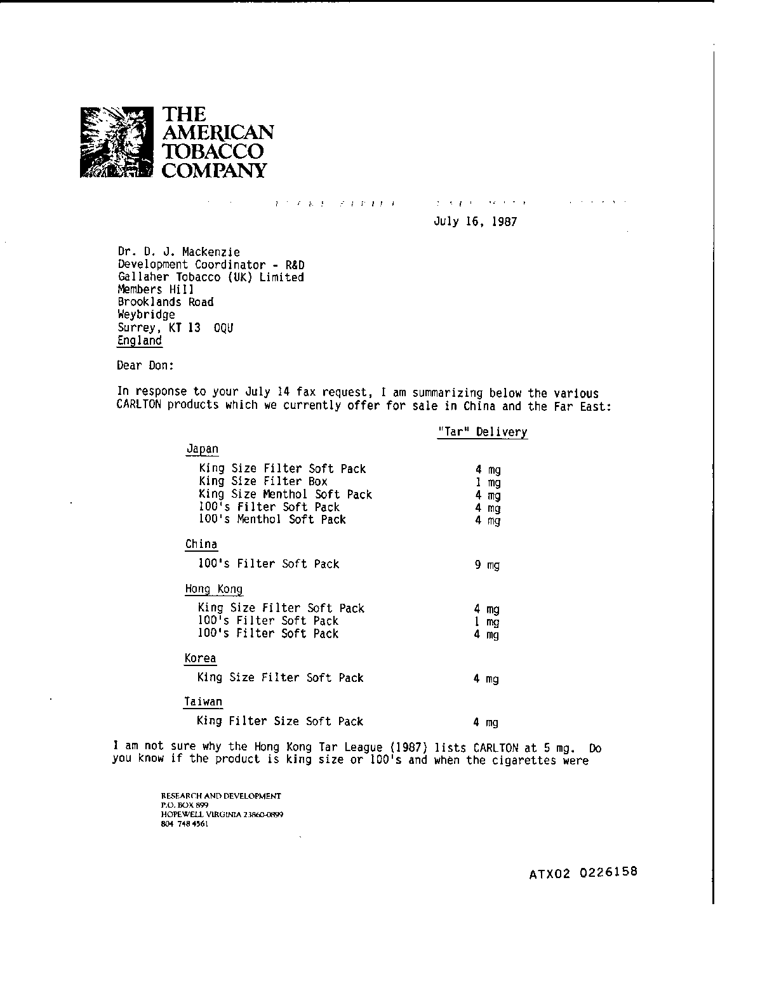 THE
AMERICAN
TOBACCO
COMPANY
July 16, 1987
Dr. D. J. Mackenzie
Development Coordinator - R&D
Gallaher Tobacco (UK) Limited
Members Hill
Brooklands Road
Weybridge
Surrey, KT 13 OQU
England
Dear Don:
In response to your July 14 fax request, I am summarizing below the various
CARLTON products which we currently offer for sale in China and the Far East:
"Tar" Delivery
Japan
King Size Filter Soft Pack 4 mg
King Size Filter Box 1 mg
King Size Menthol Soft Pack 4 mg
100's Filter Soft Pack 4 mg
100's Menthol Soft Pack 4 mg
China
100's Filter Soft Pack 9 mg
Hong Kong
King Size Filter Soft Pack 4 mg
100's Filter Soft Pack 1 mg
100's Filter Soft Pack 4 mg
Korea
King Size Filter Soft Pack 4 mg
Taiwan
King Filter Size Soft Pack 4 mg
I am not sure why the Hong Kong Tar League (1987) lists CARLTON at 5 mg. Do
you know if the product is king size or 100's and when the cigarettes were
RESEARCH AND DEVELOPMENT
P.O. BOX 899
HOPEWELL VIRGINIA 23860-0899
804 748 4561
ATX02 0226158